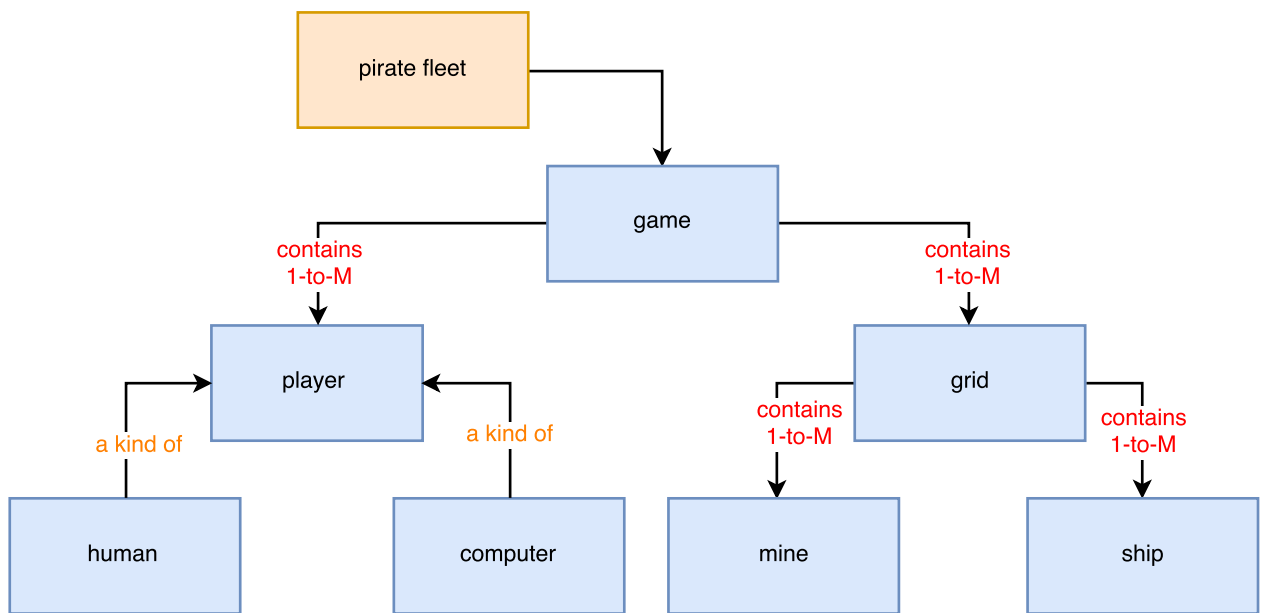 pirate fleet
game
contains
1-to-M
contains
1-to-M
player
grid
a kind of
a kind of
contains
1-to-M
contains
1-to-M
human
computer
mine
ship